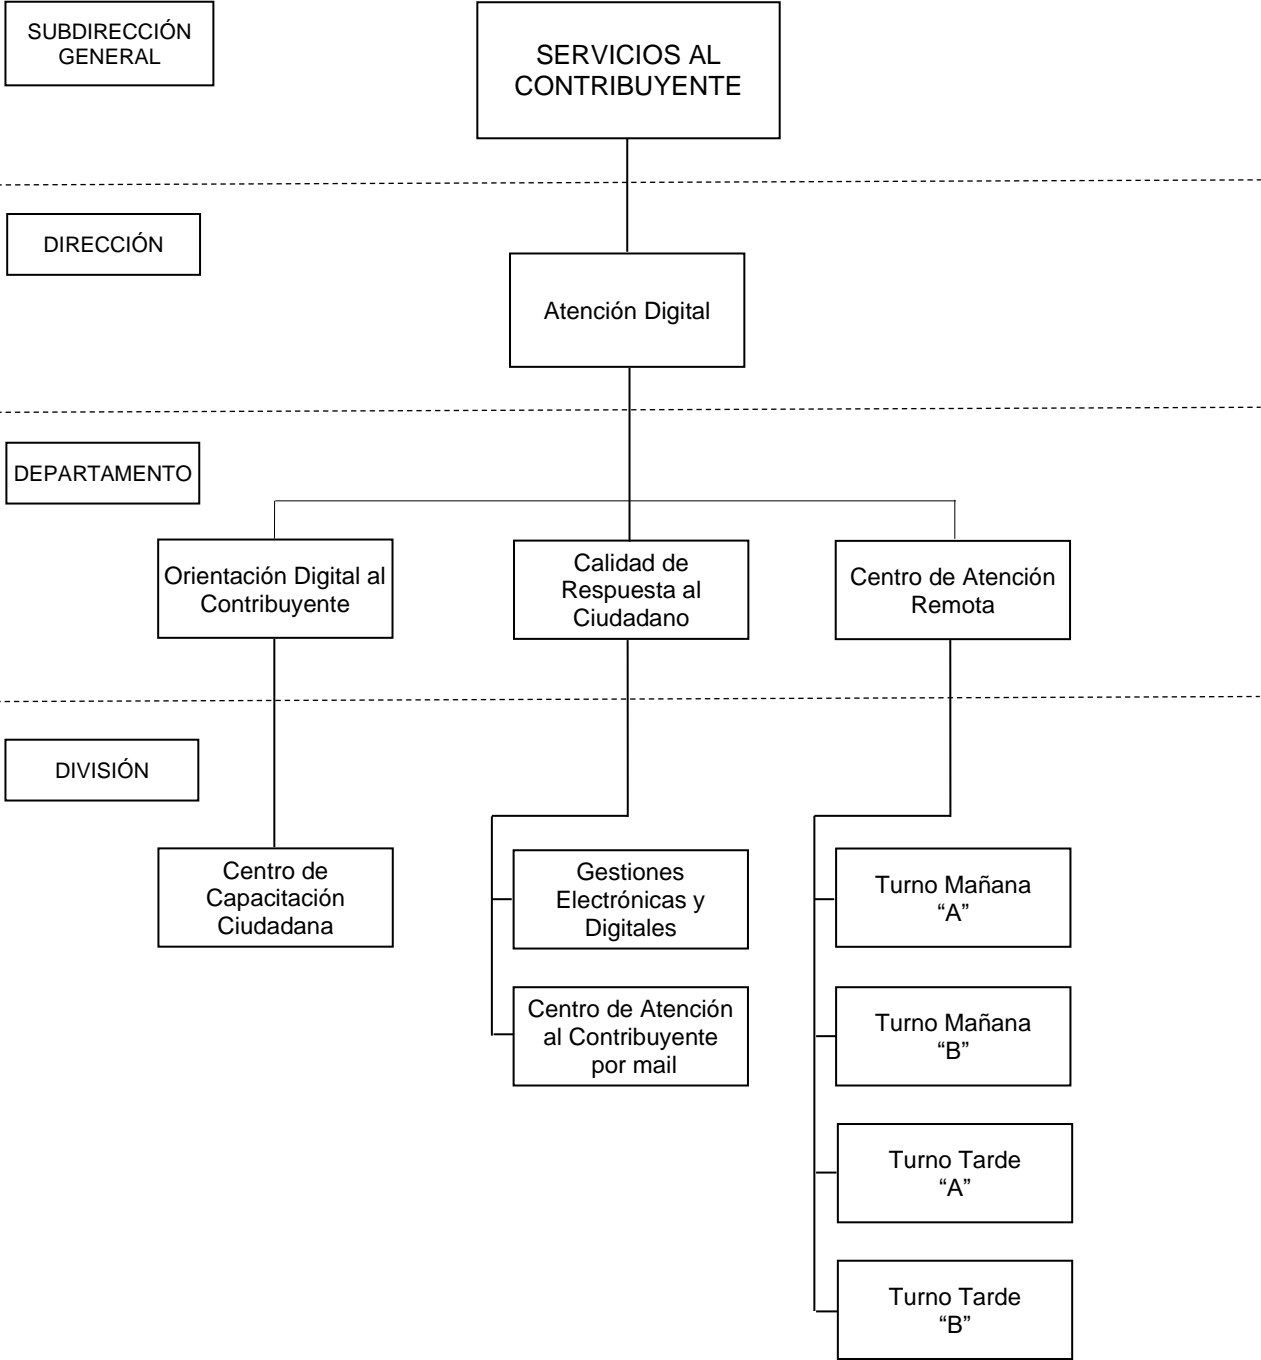 SUBDIRECCIÓN
GENERAL
SERVICIOS AL
CONTRIBUYENTE
DIRECCIÓN
Atención Digital
DEPARTAMENTO
Orientación Digital al
Contribuyente
Calidad de
Respuesta al
Ciudadano
Centro de Atención
Remota
DIVISIÓN
Centro de
Capacitación
Ciudadana
Gestiones
Electrónicas y
Digitales
Centro de Atención
al Contribuyente
por mail
Turno Mañana
“A”
Turno Mañana
“B”
Turno Tarde
“A”
Turno Tarde
“B”